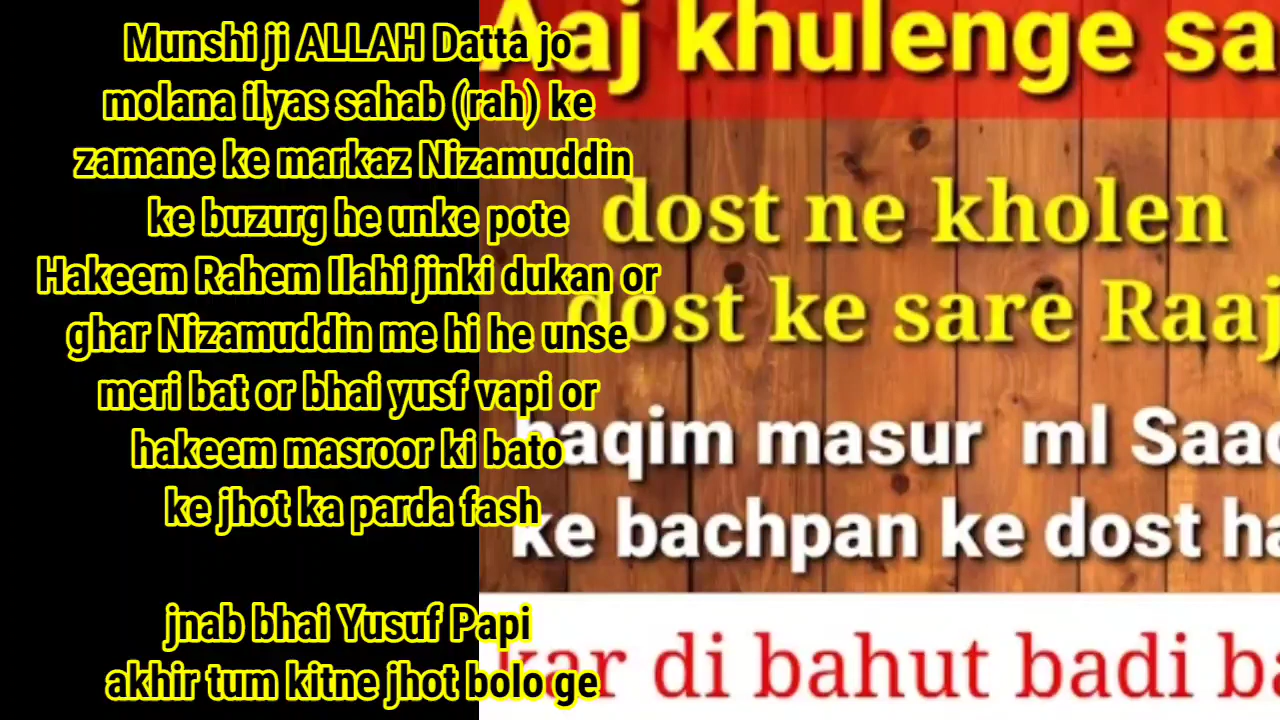 Munshi ji ALLAH Datta jo
molana ilyas sahab (rah) ke
zamane ke markaz Nizamuddin
ke buzurg he unke pote
Hakeem Rahem Ilahi jinki dukan or
ghar Nizamuddin me hi he unse
meri bat or bhai yusf vapi or
hakeem masroor ki bato
ke jhot ka parda fash
jnab bhai Yusuf Papi
akhir tum kitne jhot bolo ge
Aaj khulenge sa
dost ne kholen
dost ke sare Raaj
haqim masur ml Saad
ke bachpan ke dost ha
kar di bahut badi ba